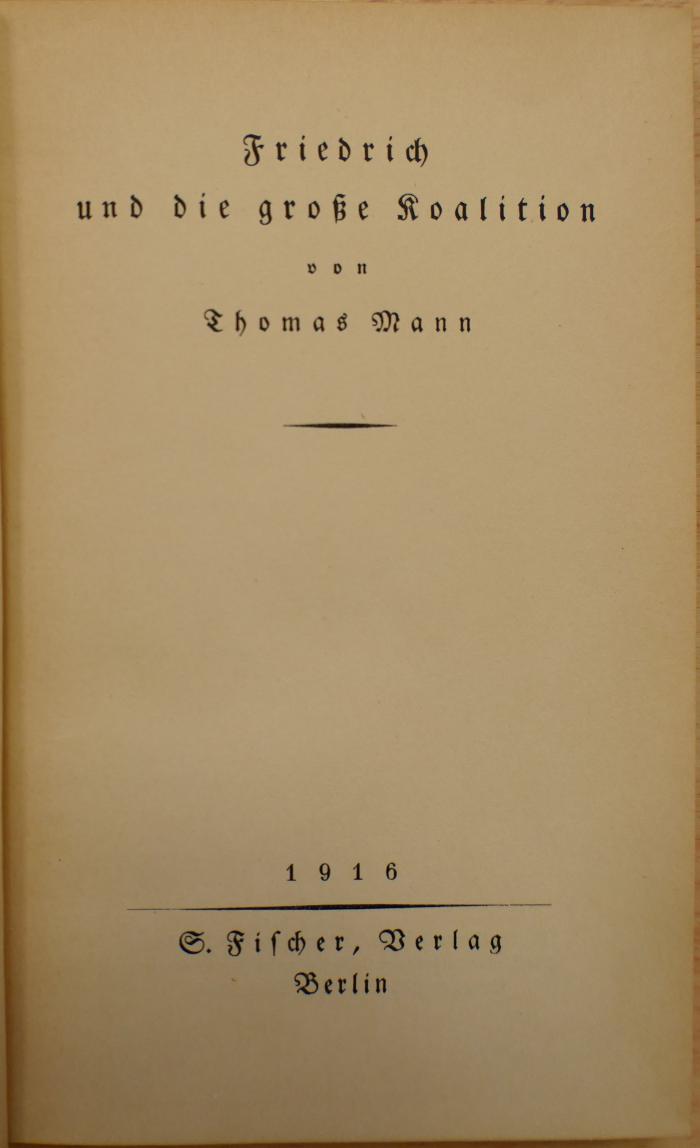 Friedrich
und die große Koalition
von
Thomas Mann
1916
S. Fischer, Verlag
Berlin